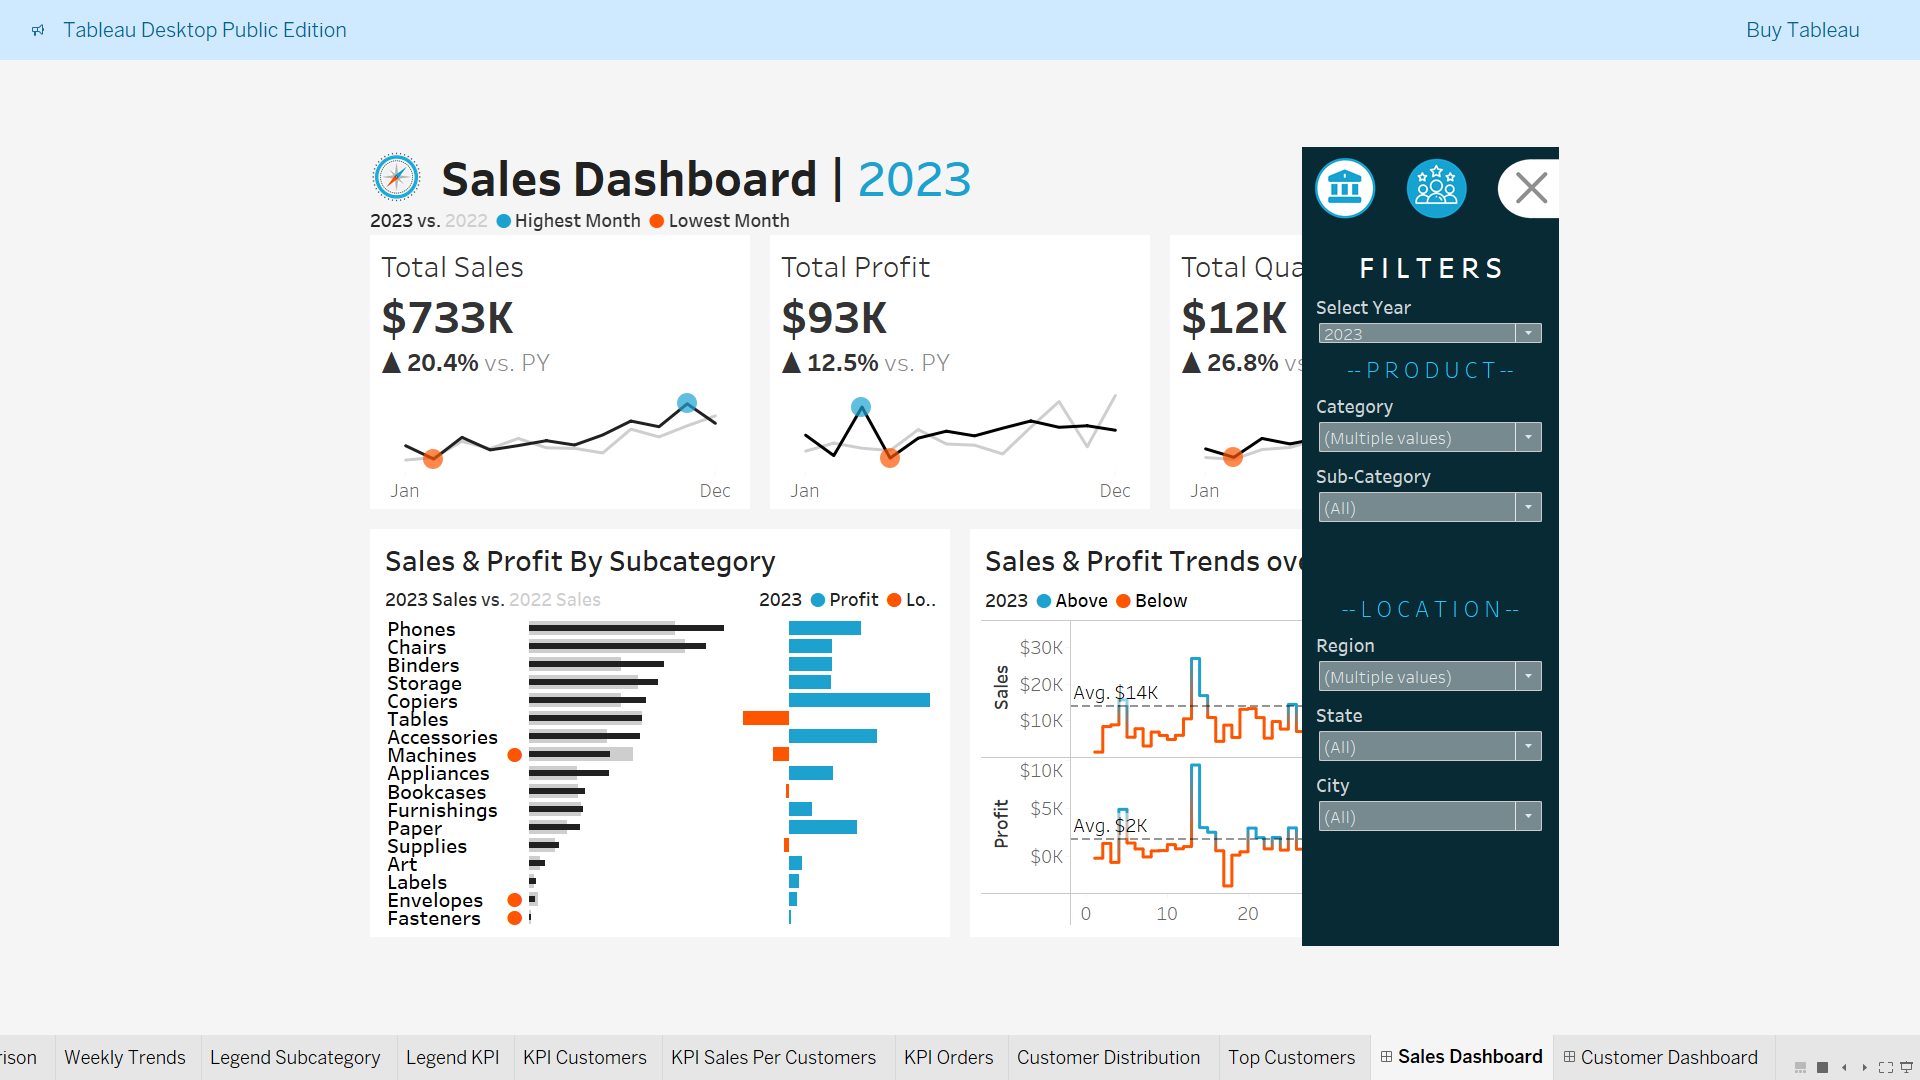 Tableau Desktop Public Edition
Buy Tableau
Sales Dashboard | 2023
2023 vs. 2022 Highest Month Lowest Month
Total Sales
$733K
▲ 20.4% vs. PY
Jan Dec
Total Profit
$93K
▲ 12.5% vs. PY
Jan Dec
Total Qua
$12K
▲ 26.8% vs
Jan
FILTERS
Select Year
2023
--PRODUCT--
Category
(Multiple values)
Sub-Category
(All)
--LOCATION--
Region
(Multiple values)
State
(All)
City
(All)
Sales & Profit By Subcategory
2023 Sales vs. 2022 Sales
2023 Profit Lo..
Phones
Chairs
Binders
Storage
Copiers
Tables
Accessories
Machines
Appliances
Bookcases
Furnishings
Paper
Supplies
Art
Labels
Envelopes
Fasteners
Sales & Profit Trends ove
2023 Above Below
Sales
$30K
$20K
$10K
Avg. $14K
Profit
$10K
$5K
$0K
Avg. $2K
0 10 20
rison
Weekly Trends
Legend Subcategory
Legend KPI
KPI Customers
KPI Sales Per Customers
KPI Orders
Customer Distribution
Top Customers
Sales Dashboard
Customer Dashboard